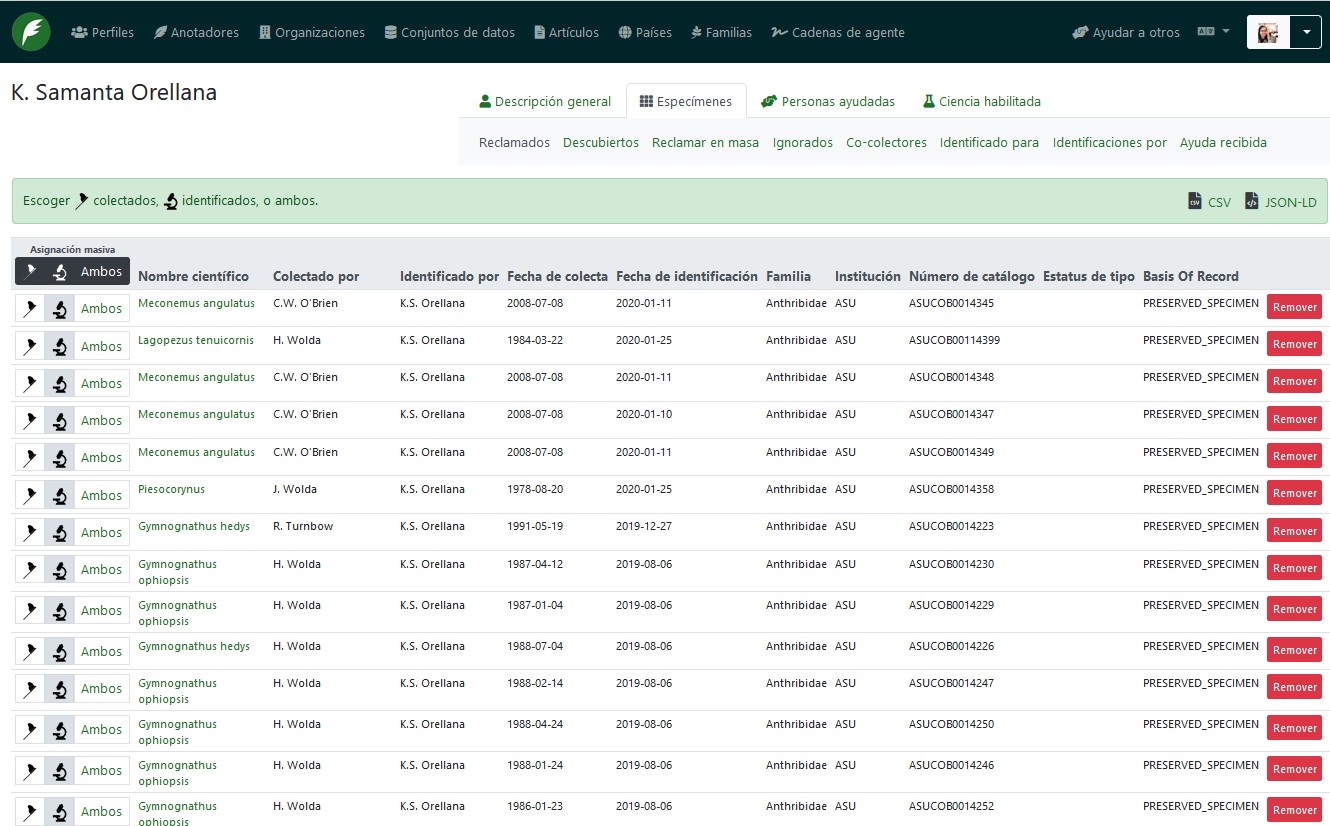 Perfiles Anotadores Organizaciones Conjuntos de datos Artículos Países Familias Cadenas de agente Ayudar a otros
K. Samanta Orellana
Descripción general Especímenes Personas ayudadas Ciencia habilitada
Reclamados Descubiertos Reclamar en masa Ignorados Co-colectores Identificado para Identificaciones por Ayuda recibida
Escoger colectados, identificados, o ambos. CSV JSON-LD
Asignación masiva
Ambos Nombre científico Colectado por Identificado por Fecha de colecta Fecha de identificación Familia Institución Número de catálogo Estatus de tipo Basis Of Record
Ambos Meconemus angulatus C.W. O'Brien K.S. Orellana 2008-07-08 2020-01-11 Anthribidae ASU ASUCOB0014345 PRESERVED_SPECIMEN Remover
Ambos Lagopezus tenuicornis H. Wolda K.S. Orellana 1984-03-22 2020-01-25 Anthribidae ASU ASUCOB00114399 PRESERVED_SPECIMEN Remover
Ambos Meconemus angulatus C.W. O'Brien K.S. Orellana 2008-07-08 2020-01-11 Anthribidae ASU ASUCOB0014348 PRESERVED_SPECIMEN Remover
Ambos Meconemus angulatus C.W. O'Brien K.S. Orellana 2008-07-08 2020-01-10 Anthribidae ASU ASUCOB0014347 PRESERVED_SPECIMEN Remover
Ambos Meconemus angulatus C.W. O'Brien K.S. Orellana 2008-07-08 2020-01-11 Anthribidae ASU ASUCOB0014349 PRESERVED_SPECIMEN Remover
Ambos Piesocorynus J. Wolda K.S. Orellana 1978-08-20 2020-01-25 Anthribidae ASU ASUCOB0014358 PRESERVED_SPECIMEN Remover
Ambos Gymnognathus hedys R. Turnbow K.S. Orellana 1991-05-19 2019-12-27 Anthribidae ASU ASUCOB0014223 PRESERVED_SPECIMEN Remover
Ambos Gymnognathus H. Wolda K.S. Orellana 1987-04-12 2019-08-06 Anthribidae ASU ASUCOB0014230 PRESERVED_SPECIMEN Remover
ophiopsis
Ambos Gymnognathus H. Wolda K.S. Orellana 1987-01-04 2019-08-06 Anthribidae ASU ASUCOB0014229 PRESERVED_SPECIMEN Remover
ophiopsis
Ambos Gymnognathus hedys H. Wolda K.S. Orellana 1988-07-04 2019-08-06 Anthribidae ASU ASUCOB0014226 PRESERVED_SPECIMEN Remover
Ambos Gymnognathus H. Wolda K.S. Orellana 1988-02-14 2019-08-06 Anthribidae ASU ASUCOB0014247 PRESERVED_SPECIMEN Remover
ophiopsis
Ambos Gymnognathus H. Wolda K.S. Orellana 1988-04-24 2019-08-06 Anthribidae ASU ASUCOB0014250 PRESERVED_SPECIMEN Remover
ophiopsis
Ambos Gymnognathus H. Wolda K.S. Orellana 1988-01-24 2019-08-06 Anthribidae ASU ASUCOB0014246 PRESERVED_SPECIMEN Remover
ophiopsis
Ambos Gymnognathus H. Wolda K.S. Orellana 1986-01-23 2019-08-06 Anthribidae ASU ASUCOB0014252 PRESERVED_SPECIMEN Remover
ophiopsis